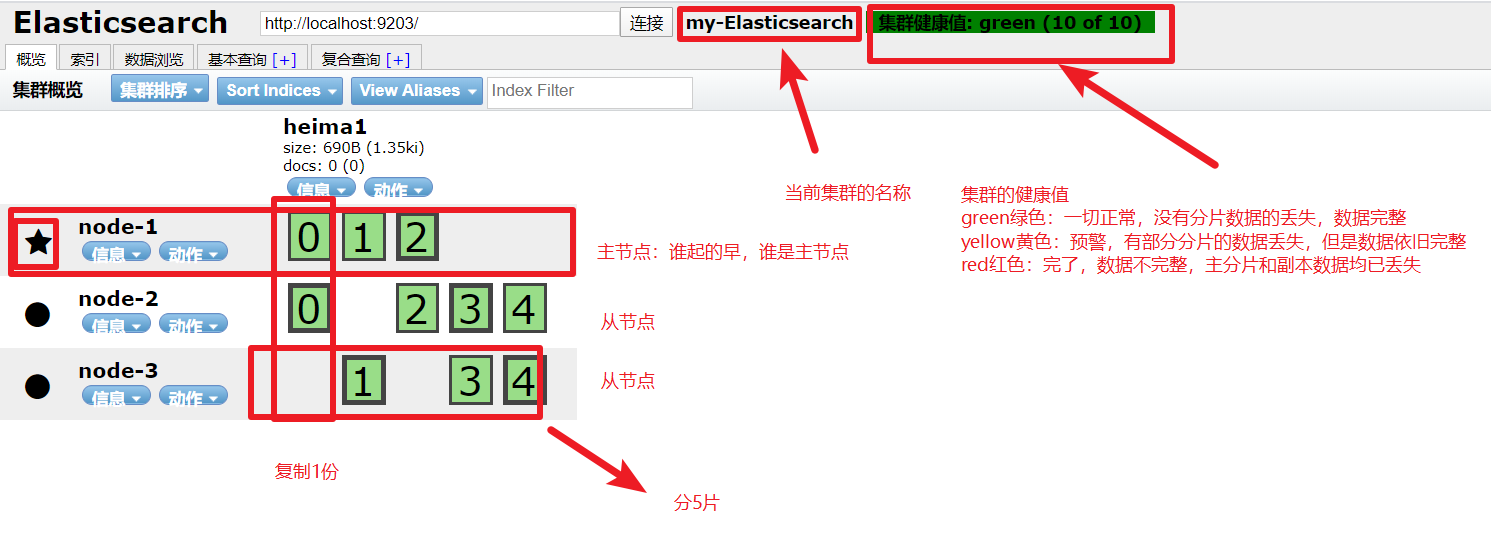 Elasticsearch http://localhost:9203/ 连接 my-Elasticsearch 集群健康值: green (10 of 10)
概览 索引 数据浏览 基本查询 [+] 复合查询 [+]
集群概览 集群排序 Sort Indices View Aliases Index Filter
heima1
size: 690B (1.35ki)
docs: 0 (0)
信息 动作
当前集群的名称
集群的健康值
green绿色：一切正常，没有分片数据的丢失，数据完整
yellow黄色：预警，有部分分片的数据丢失，但是数据依旧完整
red红色：完了，数据不完整，主分片和副本数据均已丢失
node-1 0 1 2
信息 动作
主节点：谁起的早，谁是主节点
node-2 0 2 3 4
信息 动作
从节点
node-3 1 3 4
信息 动作
从节点
复制1份
分5片